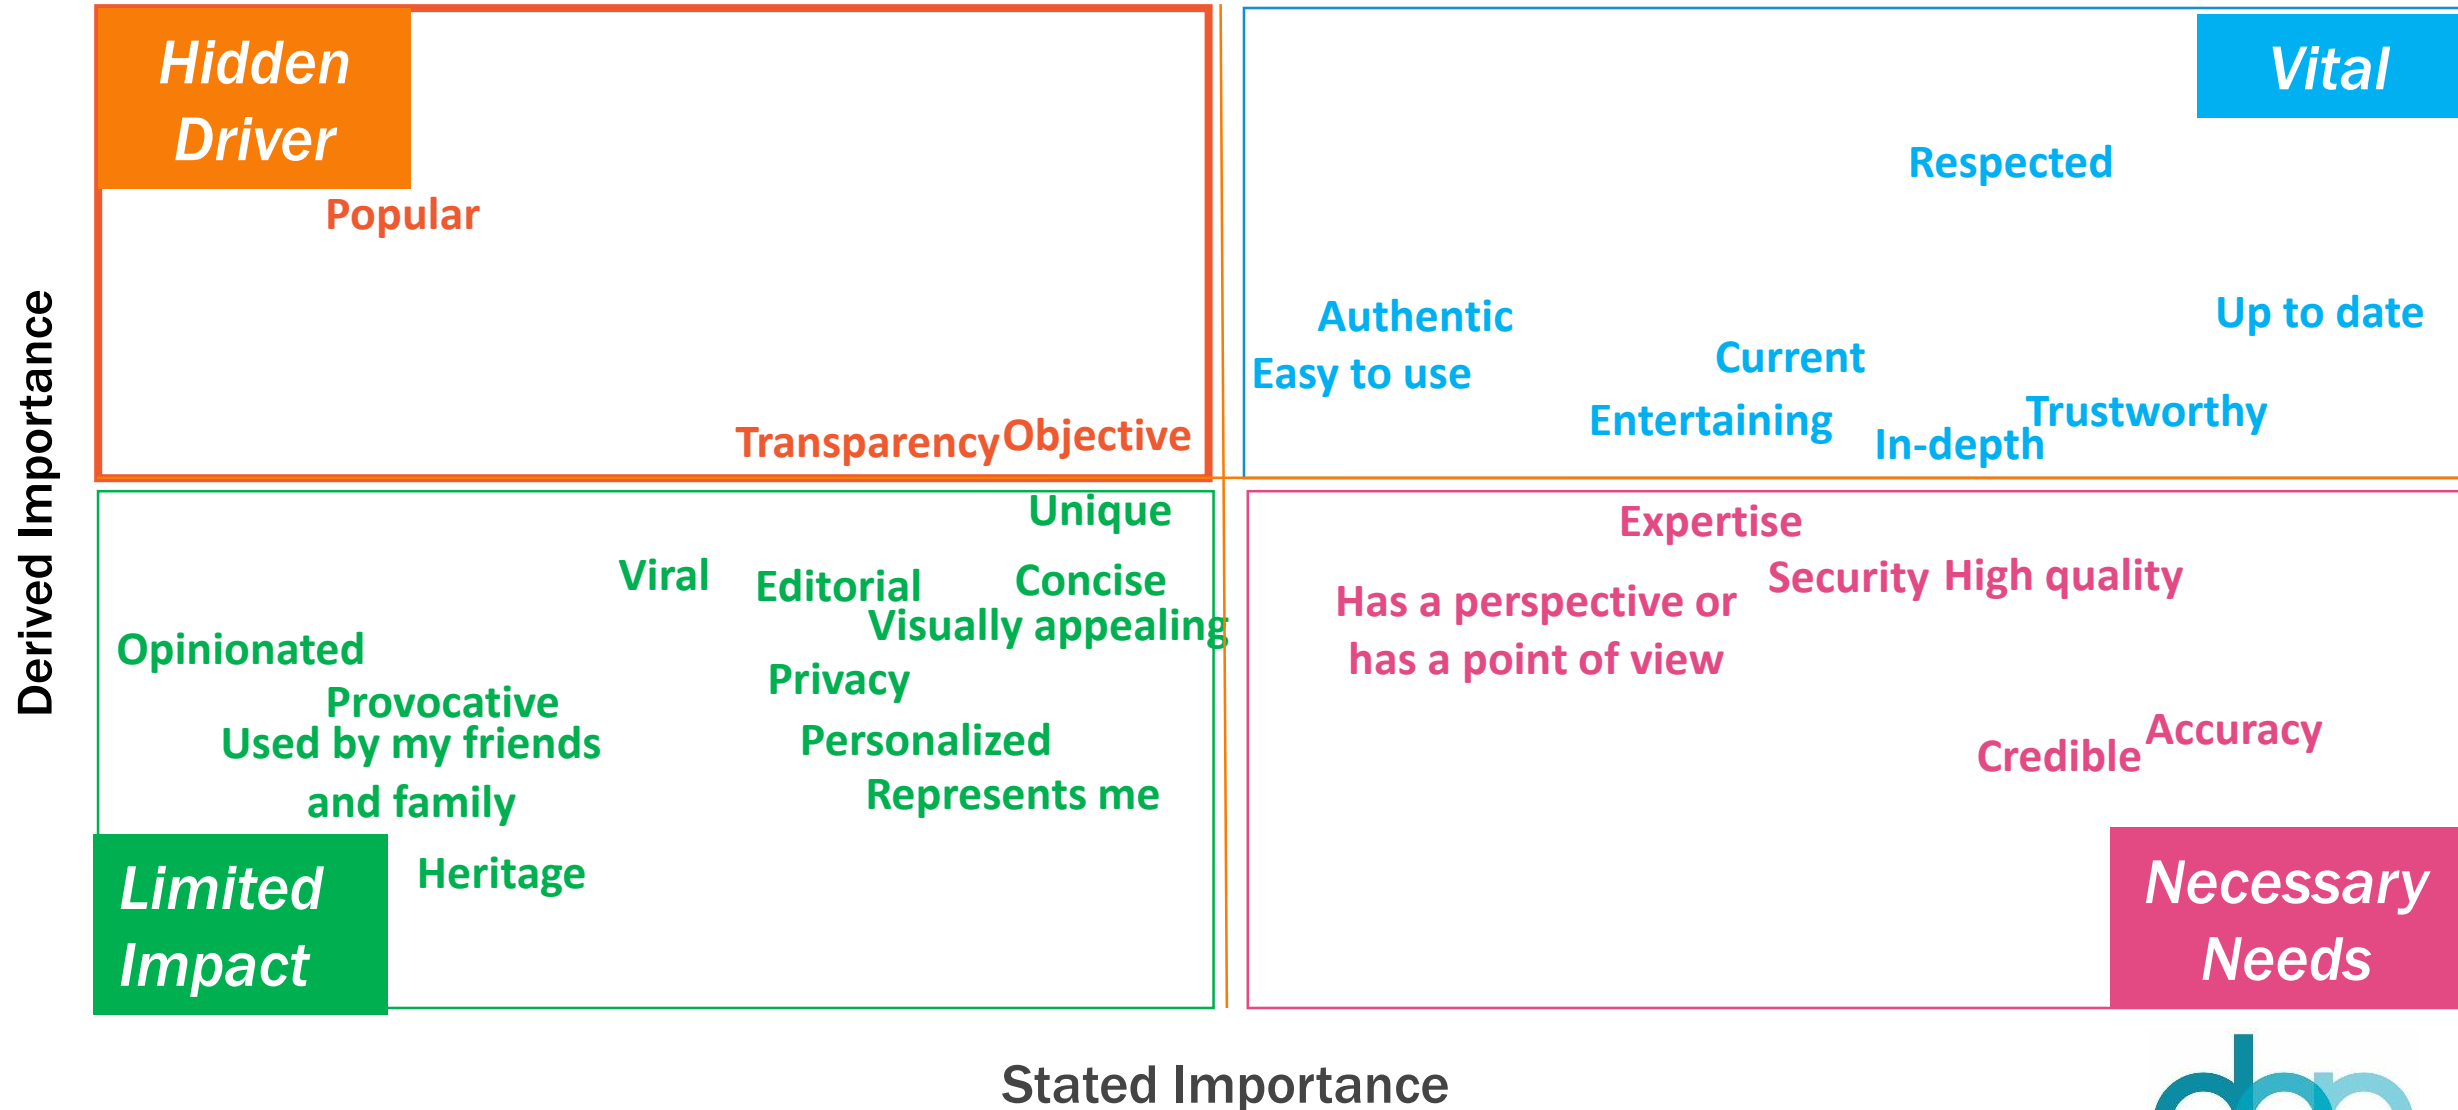 Hidden
Driver
Vital
Respected
Popular
Authentic
Up to date
Current
Easy to use
Entertaining
Trustworthy
In-depth
Transparency
Objective
Derived Importance
Unique
Viral
Editorial
Concise
Visually appealing
Opinionated
Privacy
Provocative
Used by my friends
and family
Personalized
Represents me
Heritage
Limited
Impact
Expertise
Security
High quality
Has a perspective or
has a point of view
Accuracy
Credible
Necessary
Needs
Stated Importance